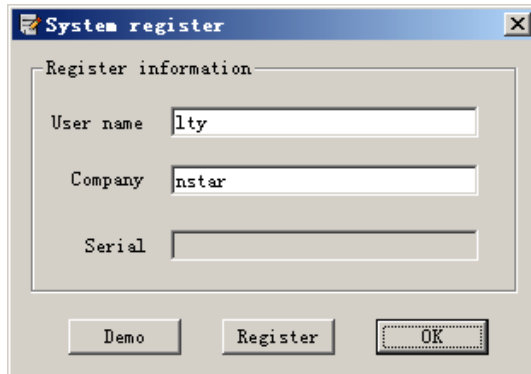 System register
Register information
User name lty
Company nstar
Serial
Demo Register OK